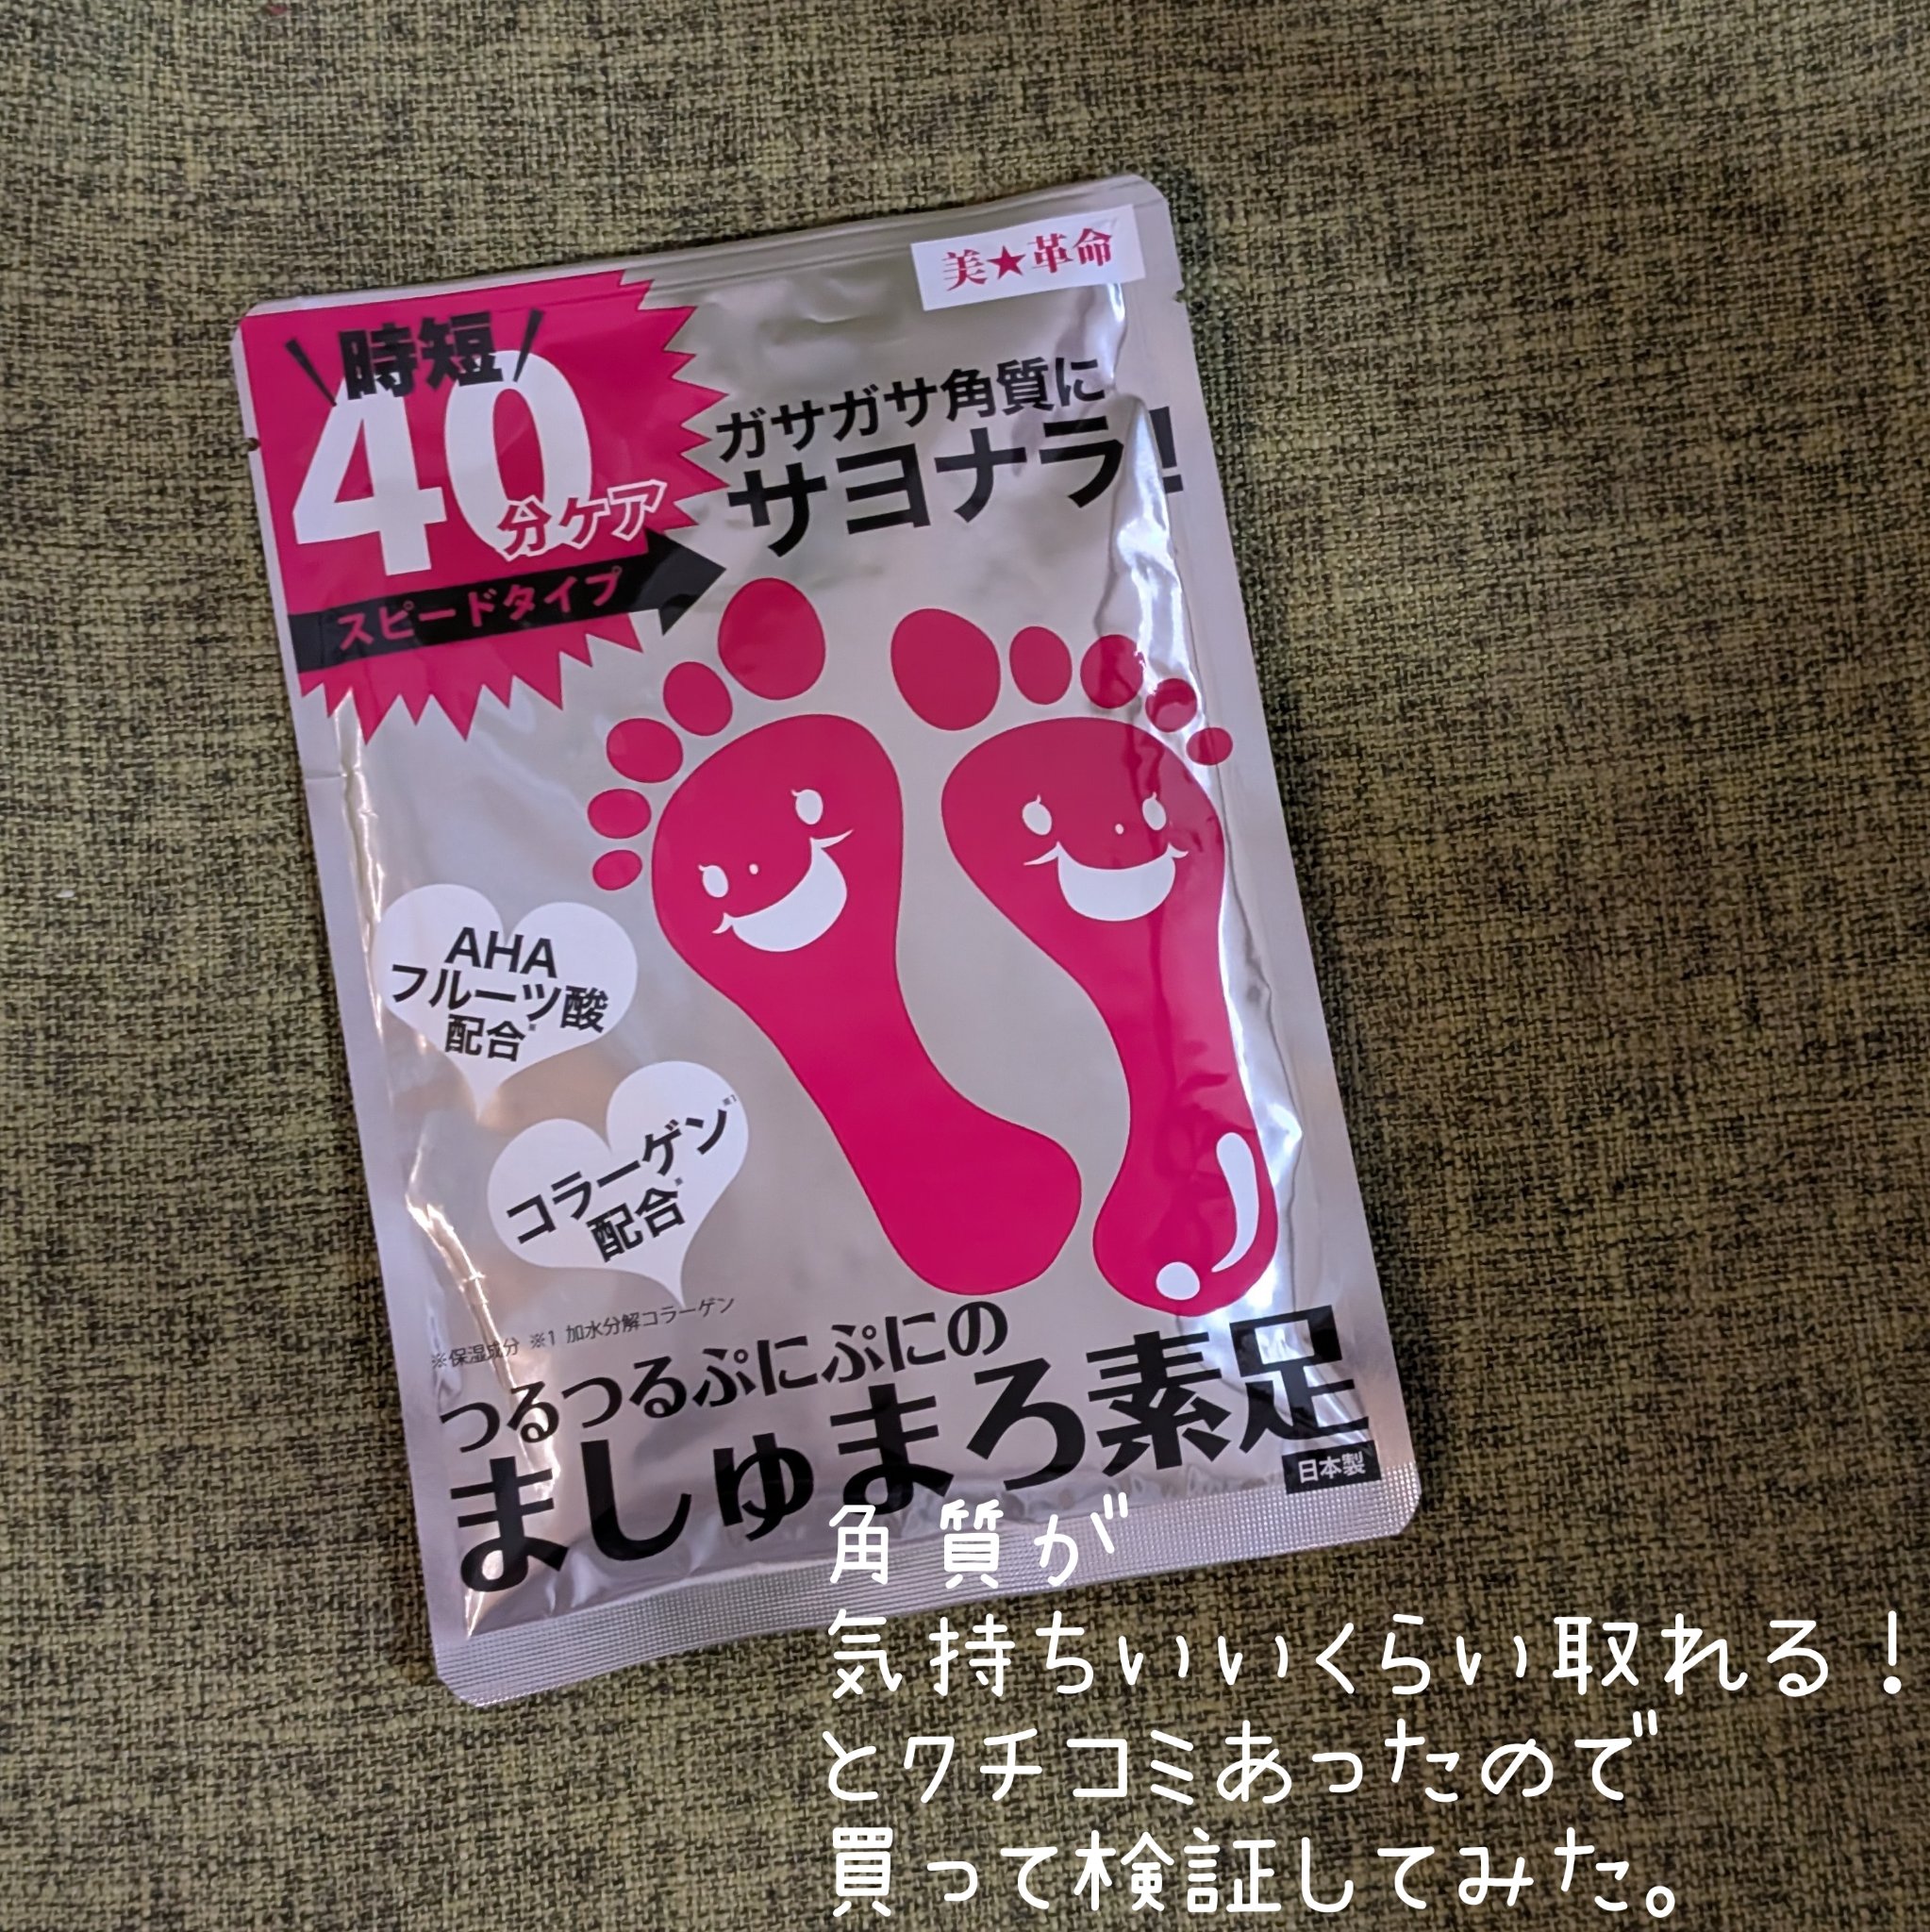 美★革命
時短
40
分ケア
スピードタイプ
ガサガサ角質に
サヨナラ!
AHA
フルーツ酸
配合※
コラーゲン※1
配合※
※保湿成分 ※1 加水分解コラーゲン
つるつるぷにぷにの
ましゅまろ素足
日本製
角質が
気持ちいいくらい取れる！
とクチコミあったので
買って検証してみた。